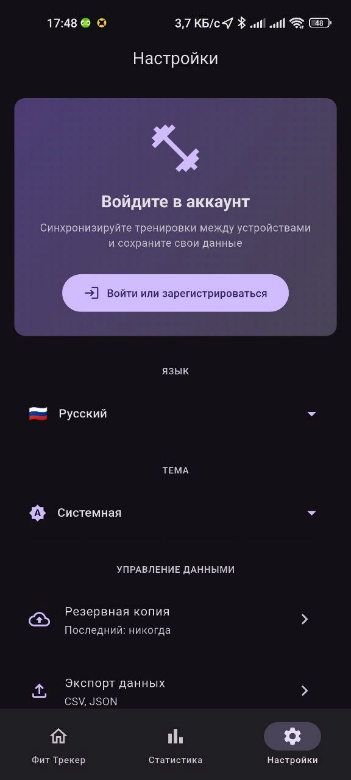 17:48
3,7 КБ/с
48
Настройки
Войдите в аккаунт
Синхронизируйте тренировки между устройствами
и сохраните свои данные
Войти или зарегистрироваться
ЯЗЫК
Русский
ТЕМА
A Системная
УПРАВЛЕНИЕ ДАННЫМИ
Резервная копия
Последний: никогда
Экспорт данных
CSV, JSON
Фит Трекер
Статистика
Настройки